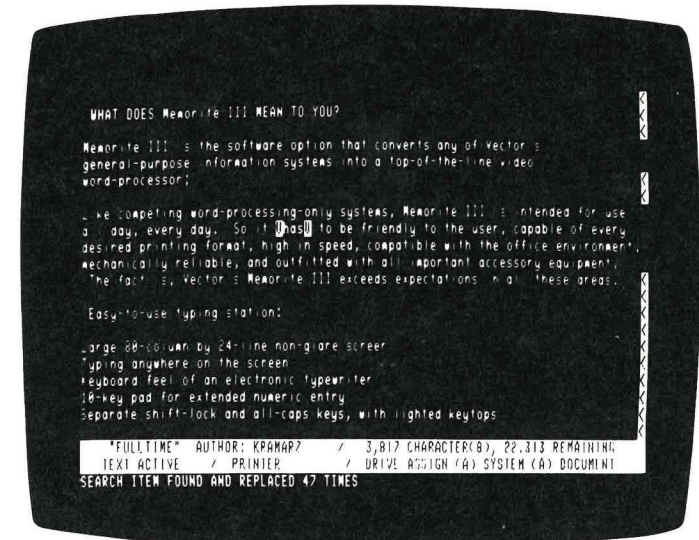 WHAT DOES Memorite III MEAN TO YOU?
Memorite III is the software option that converts any of Vector's
general-purpose information systems into a top-of-the-line video
word-processor;
Like competing word-processing-only systems, Memorite III is intended for use
all day, every day. So it UhasU to be friendly to the user, capable of every
desired printing format, high in speed, compatible with the office environment,
mechanically reliable, and outfitted with all important accessory equipment.
The fact is, Vector's Memorite III exceeds expectations in all these areas.
Easy-to-use typing station:
Large 80-column by 24-line non-glare screen
Typing anywhere on the screen
Keyboard feel of an electronic typewriter
10-key pad for extended numeric entry
Separate shift-lock and all-caps keys, with lighted keytops
"FULLTIME" AUTHOR: / 3,817 CHARACTER(S), 22,313 REMAINING
TEXT ACTIVE / PRINTER / DRIVE ASSIGN (A) SYSTEM (A) DOCUMENT
SEARCH ITEM FOUND AND REPLACED 47 TIMES